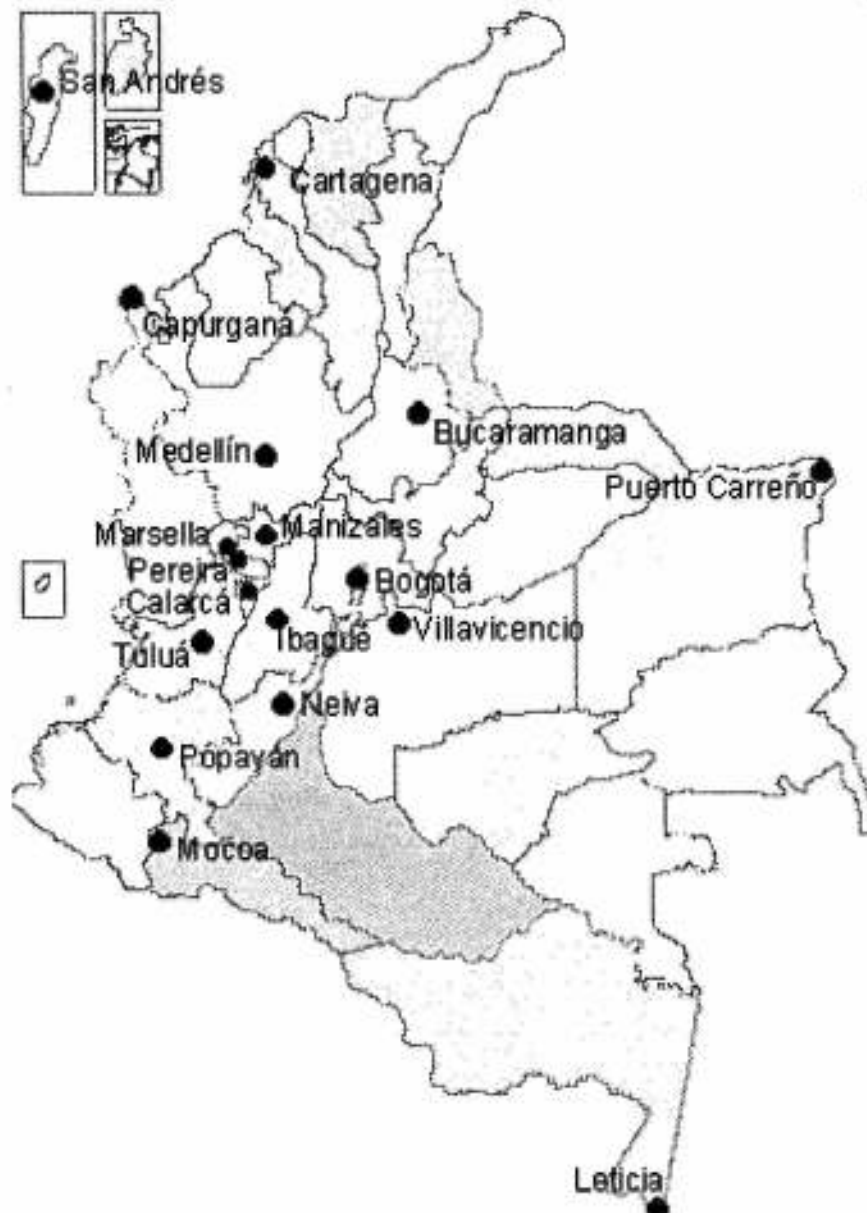 San Andrés
Cartagena
Capurganá
Bucaramanga
Medellín
Puerto Carreño
Manizales
Marsella
Pereira
Bogotá
Calarcá
Ibagué
Villavicencio
Tuluá
Neiva
Popayán
Mocoa
Leticia